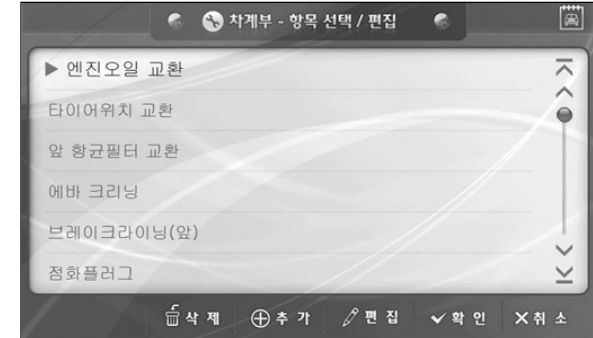 차계부 - 항목 선택 / 편집
엔진오일 교환
타이어위치 교환
앞 항균필터 교환
에바 크리닝
브레이크라이닝(앞)
점화플러그
삭 제 추 가 편 집 확 인 취 소